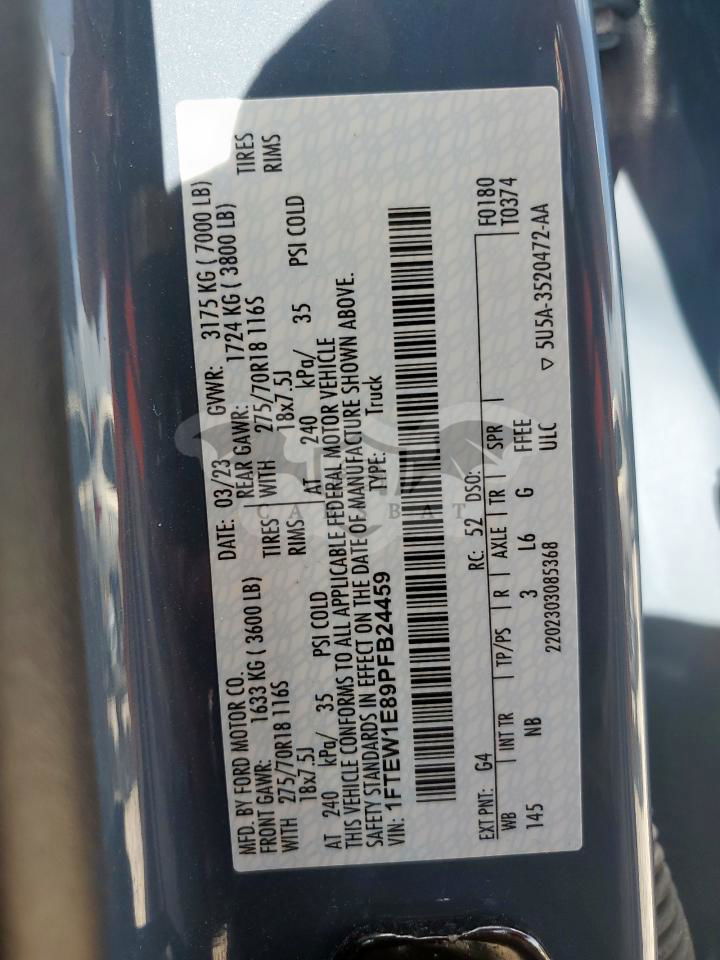 MFD. BY FORD MOTOR CO.
DATE: 03/23 GVWR: 3175 KG ( 7000 LB)
FRONT GAWR: 1633 KG ( 3600 LB) REAR GAWR: 1724 KG ( 3800 LB)
WITH 275/70R18 116S TIRES WITH 275/70R18 116S TIRES
18x7.5J RIMS 18x7.5J RIMS
AT 240 kPa/ 35 PSI COLD AT 240 kPa/ 35 PSI COLD
THIS VEHICLE CONFORMS TO ALL APPLICABLE FEDERAL MOTOR VEHICLE
SAFETY STANDARDS IN EFFECT ON THE DATE OF MANUFACTURE SHOWN ABOVE.
VIN: 1FTEW1E89PFB24459 TYPE: Truck
CARBAT
EXT PNT: G4 RC: 52 DSO: F0180
WB INT TR TP/PS R AXLE TR SPR T0374
145 NB 3 L6 G FFEE
ULC
2202303085368 ▽ 5U5A-3520472-AA